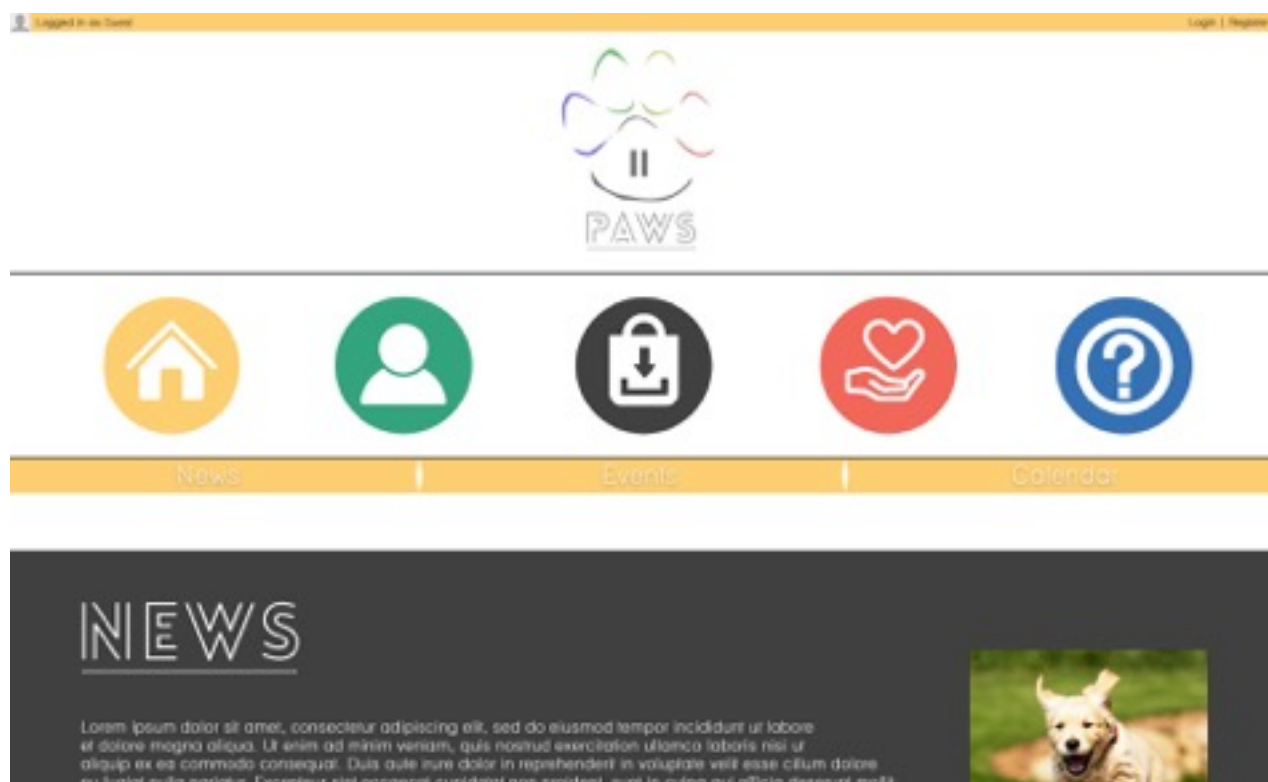 Logged in as Guest
Login | Register
II
PAWS
News
Events
Calendar
NEWS
Lorem ipsum dolor sit amet, consectetur adipiscing elit, sed do eiusmod tempor incididunt ut labore
et dolore magna aliqua. Ut enim ad minim veniam, quis nostrud exercitation ullamco laboris nisi ut
aliquip ex ea commodo consequat. Duis aute irure dolor in reprehenderit in voluptate velit esse cillum dolore